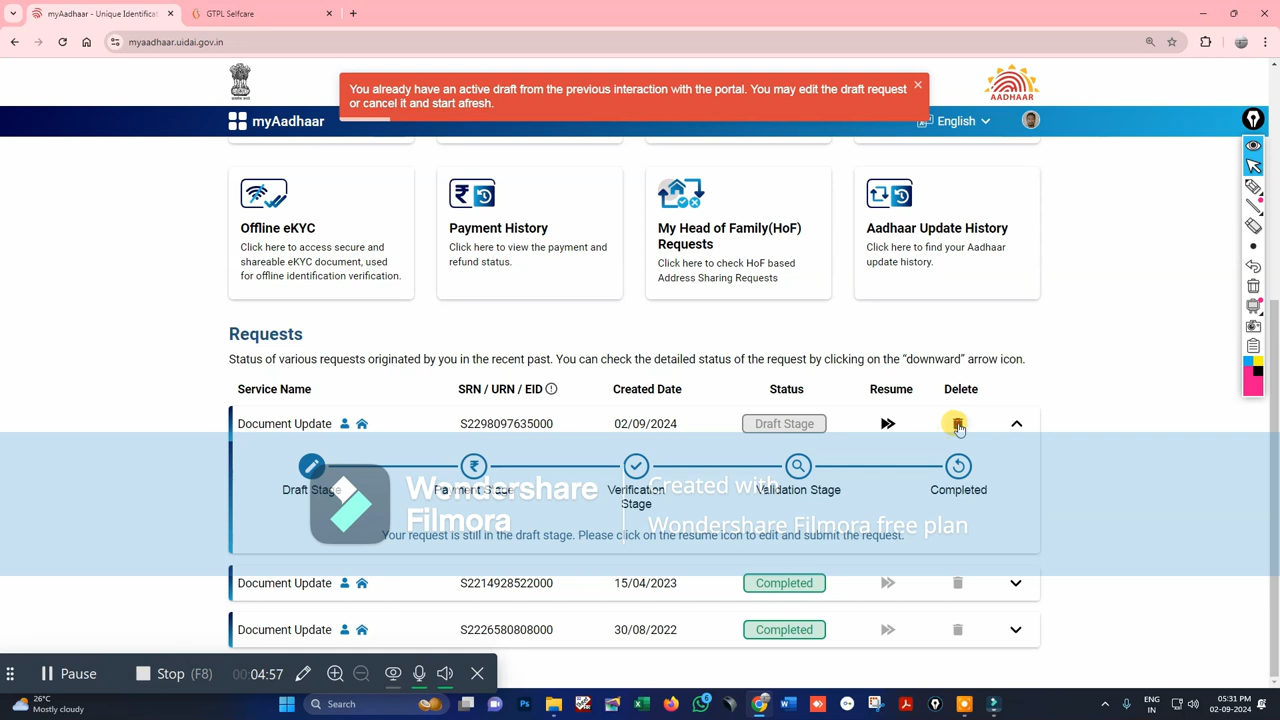 myAadhaar - Unique Identificat
GTPL Selfcare
myaadhaar.uidai.gov.in
You already have an active draft from the previous interaction with the portal. You may edit the draft request
or cancel it and start afresh.
AADHAAR
myAadhaar
English
Offline eKYC
Click here to access secure and
shareable eKYC document, used
for offline identification verification.
Payment History
Click here to view the payment and
refund status.
My Head of Family(HoF)
Requests
Click here to check HoF based
Address Sharing Requests
Aadhaar Update History
Click here to find your Aadhaar
update history.
Requests
Status of various requests originated by you in the recent past. You can check the detailed status of the request by clicking on the “downward” arrow icon.
Service Name SRN / URN / EID Created Date Status Resume Delete
Document Update S2298097635000 02/09/2024 Draft Stage
Draft Stage Payment Stage Verification Stage Validation Stage Completed
Wondershare
Filmora
Created with
Wondershare Filmora free plan
Your request is still in the draft stage. Please click on the resume icon to edit and submit the request.
Document Update S2214928522000 15/04/2023 Completed
Document Update S2226580808000 30/08/2022 Completed
Pause Stop (F8) 00:04:57
26°C
Mostly cloudy
Search
ENG
IN
05:31 PM
02-09-2024